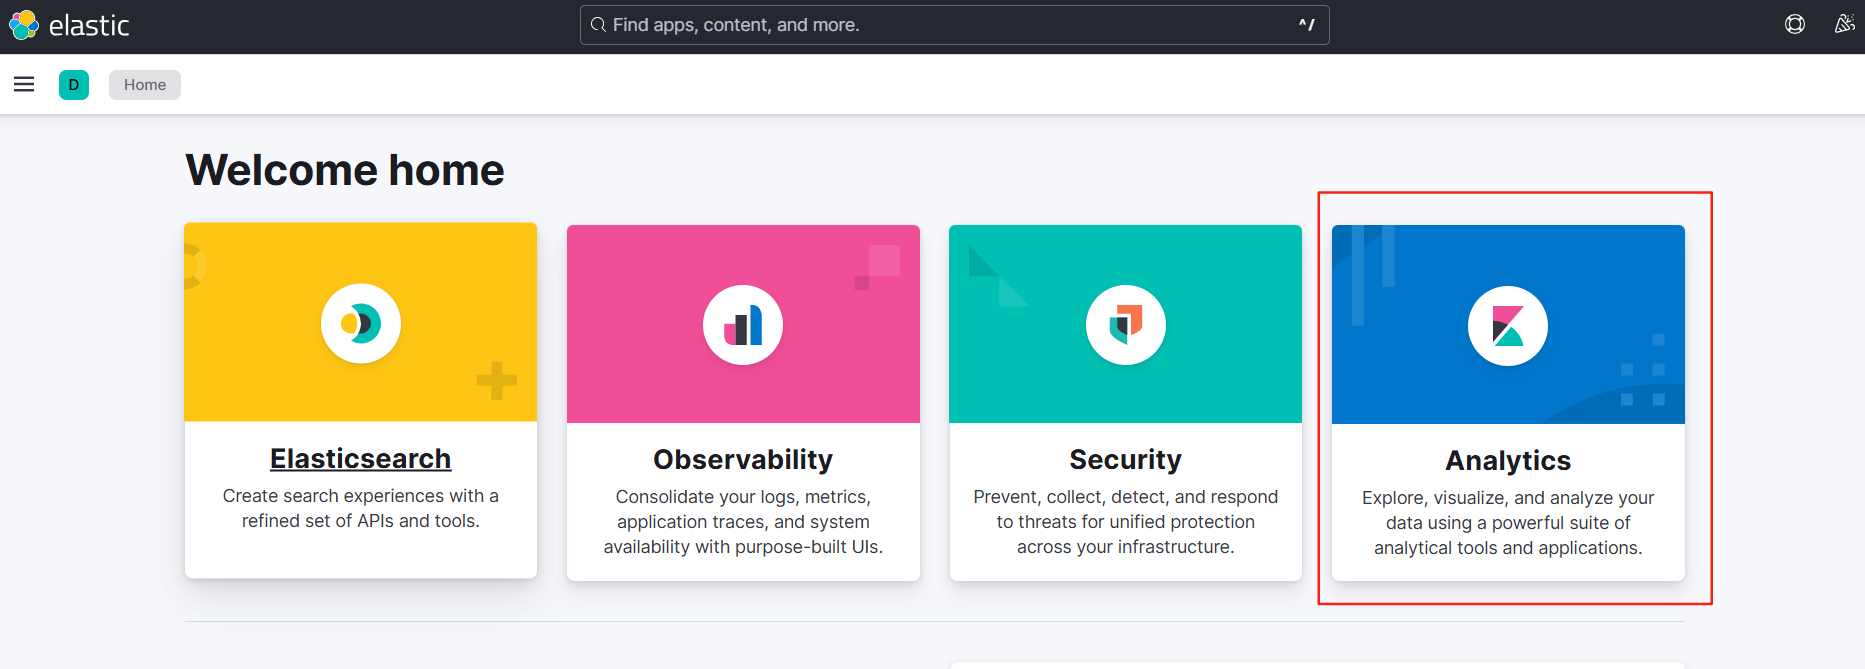 elastic
Find apps, content, and more.
^/
D
Home
Welcome home
Elasticsearch
Create search experiences with a
refined set of APIs and tools.
Observability
Consolidate your logs, metrics,
application traces, and system
availability with purpose-built UIs.
Security
Prevent, collect, detect, and respond
to threats for unified protection
across your infrastructure.
Analytics
Explore, visualize, and analyze your
data using a powerful suite of
analytical tools and applications.